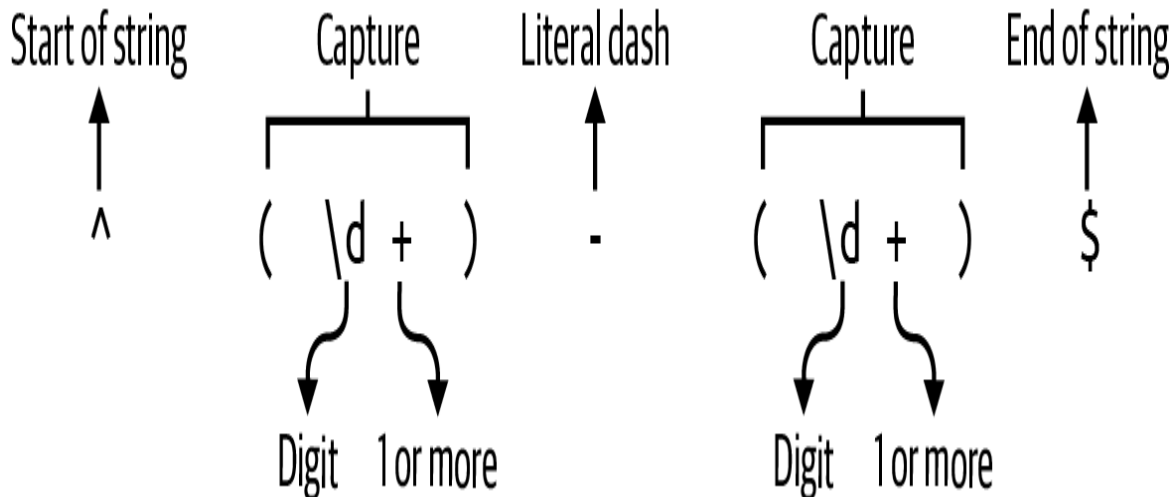 Start of string Capture Literal dash Capture End of string
^ ( \d + ) - ( \d + ) $
Digit 1 or more Digit 1 or more